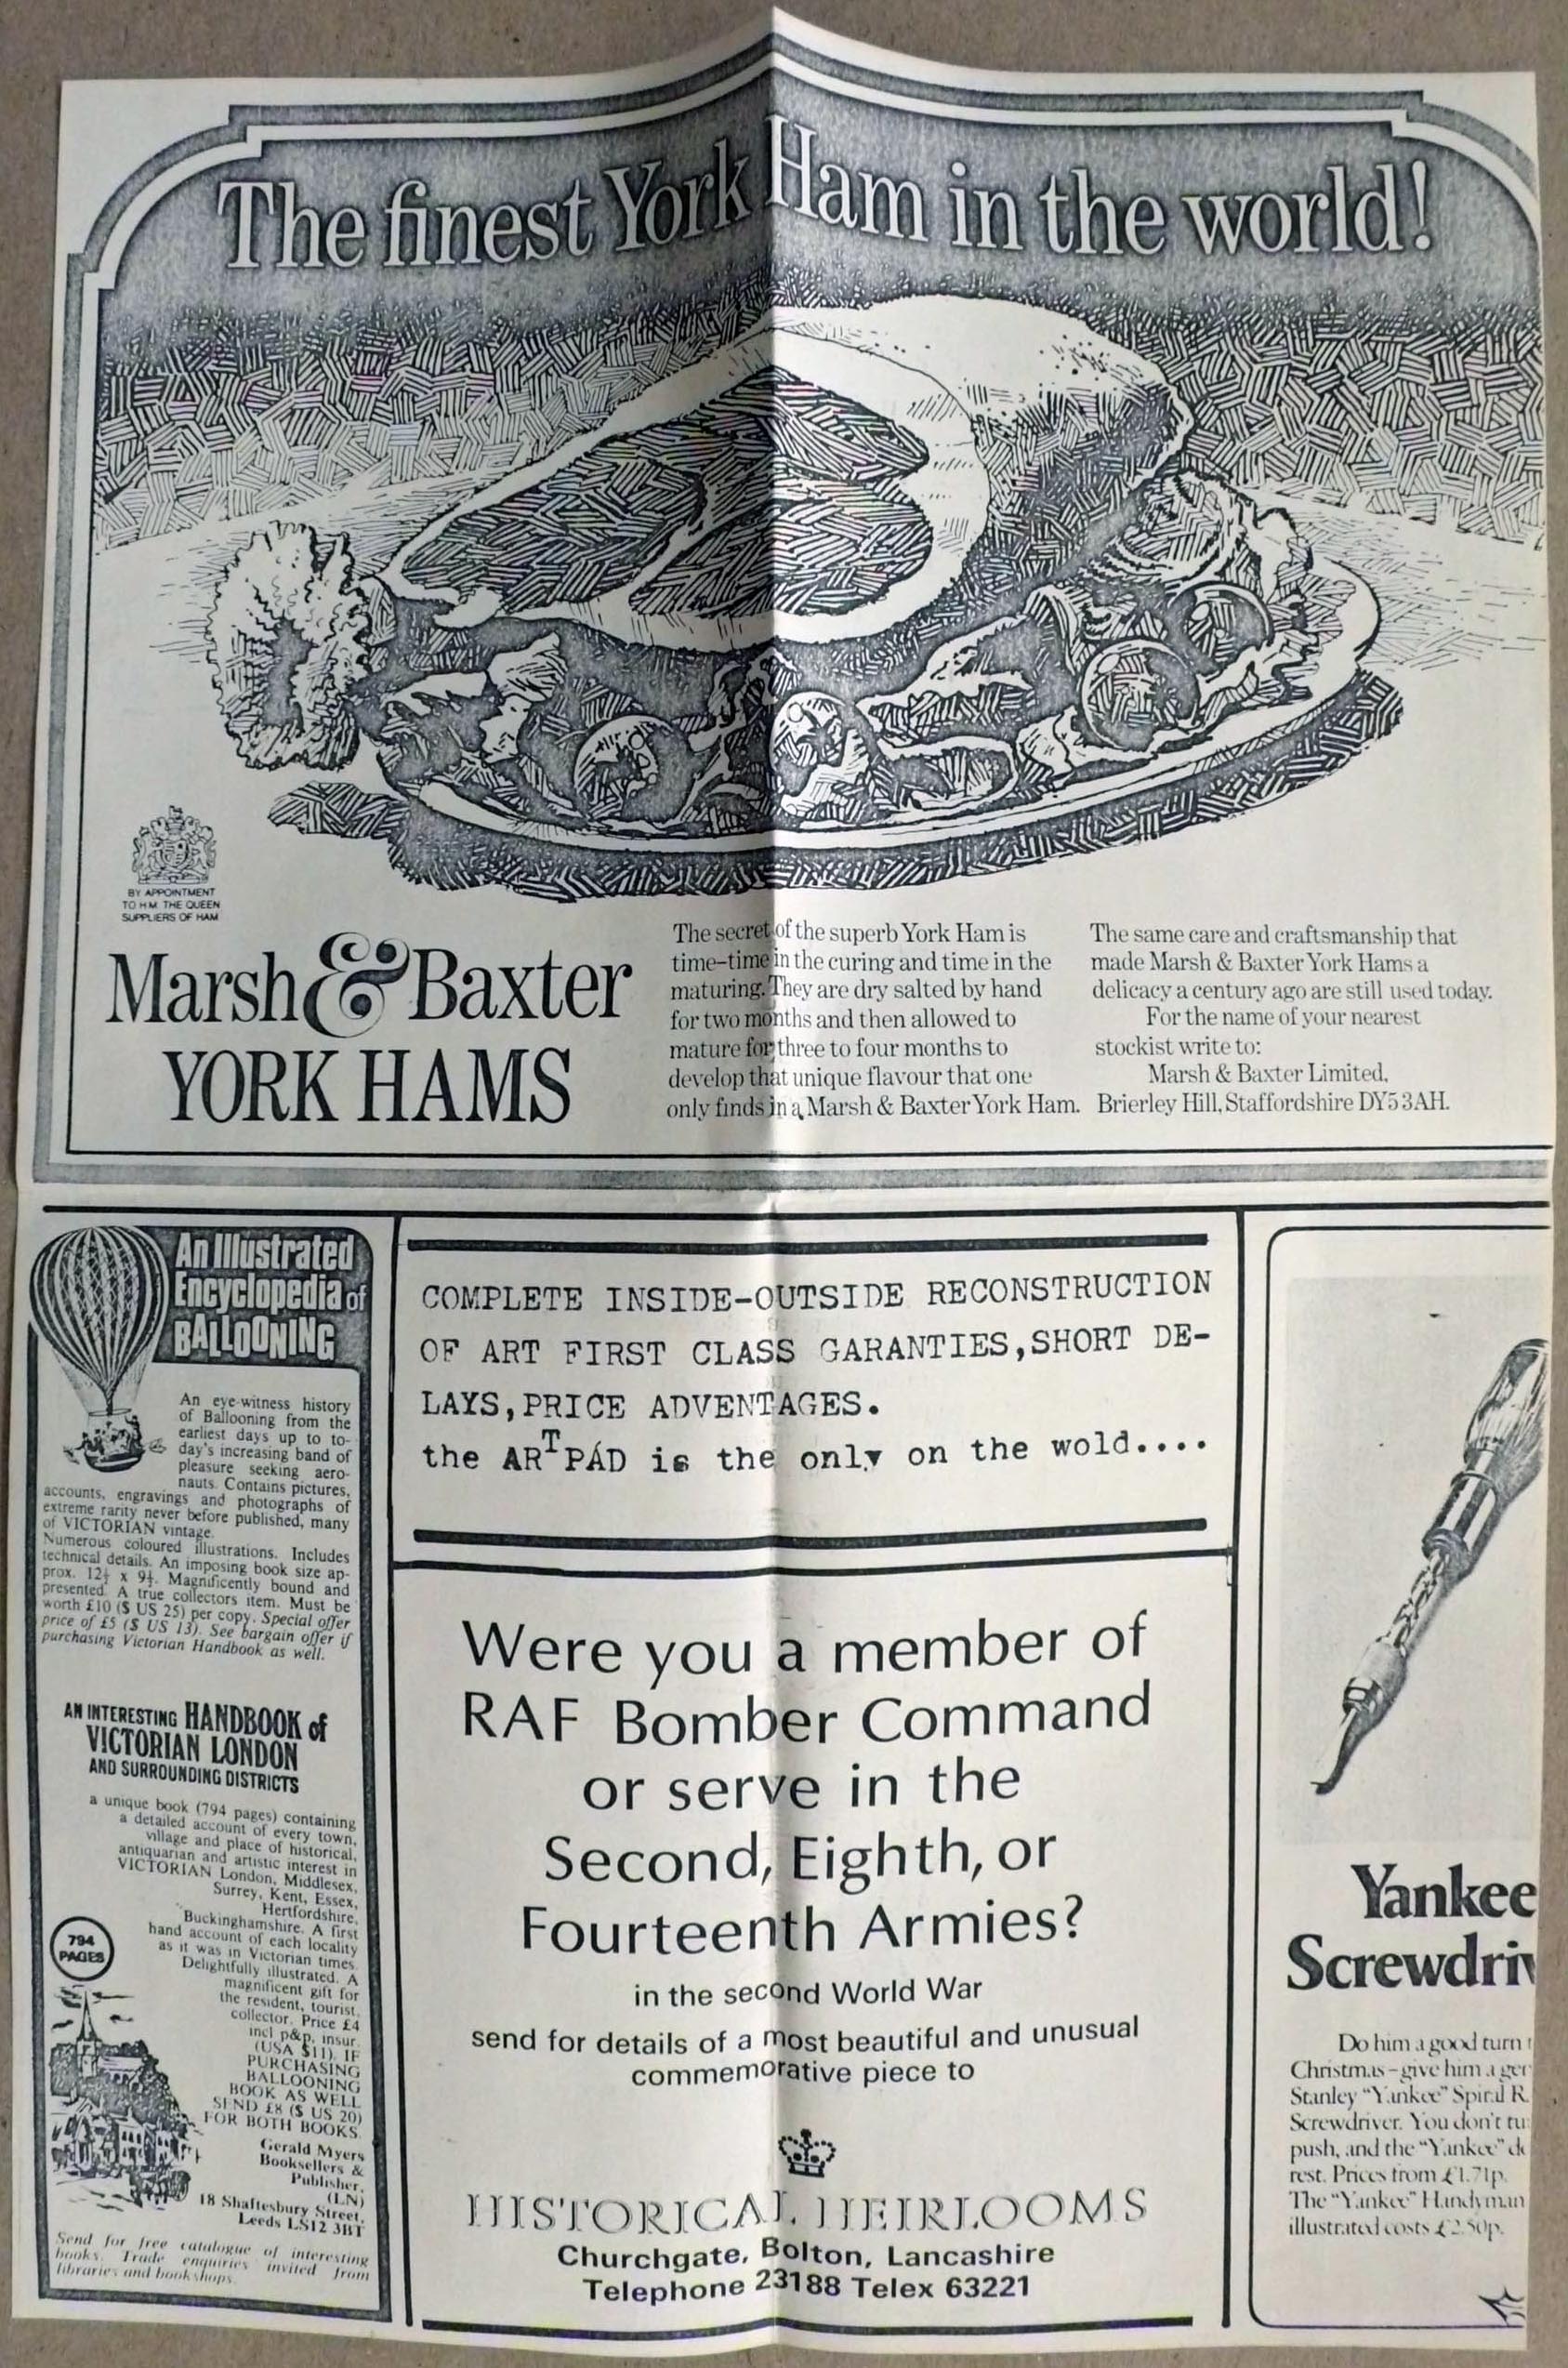 The finest York Ham in the world!
BY APPOINTMENT
TO H.M. THE QUEEN
SUPPLIERS OF HAM
Marsh & Baxter
YORK HAMS
The secret of the superb York Ham is
time-time in the curing and time in the
maturing. They are dry salted by hand
for two months and then allowed to
mature for three to four months to
develop that unique flavour that one
only finds in a Marsh & Baxter York Ham.
The same care and craftsmanship that
made Marsh & Baxter York Hams a
delicacy a century ago are still used today.
For the name of your nearest
stockist write to:
Marsh & Baxter Limited,
Brierley Hill, Staffordshire DY5 3AH.
An Illustrated
Encyclopedia of
BALLOONING
An eye-witness history
of Ballooning from the
earliest days up to to-
day's increasing band of
pleasure seeking aero-
nauts. Contains pictures,
accounts, engravings and photographs of
extreme rarity never before published, many
of VICTORIAN vintage.
Numerous coloured illustrations. Includes
technical details. An imposing book size ap-
prox. 12½ x 9½. Magnificently bound and
presented. A true collectors item. Must be
worth £10 ($ US 25) per copy. Special offer
price of £5 ($ US 13). See bargain offer if
purchasing Victorian Handbook as well.
AN INTERESTING HANDBOOK of
VICTORIAN LONDON
AND SURROUNDING DISTRICTS
a unique book (794 pages) containing
a detailed account of every town,
village and place of historical,
antiquarian and artistic interest in
VICTORIAN London, Middlesex,
Surrey, Kent, Essex,
Hertfordshire,
Buckinghamshire. A first
hand account of each locality
as it was in Victorian times.
Delightfully illustrated. A
magnificent gift for
the resident, tourist,
collector. Price £4
incl p&p, insur.
(USA $11). IF
PURCHASING
BALLOONING
BOOK AS WELL
SEND £8 ($ US 20)
FOR BOTH BOOKS.
794
PAGES
Gerald Myers
Booksellers &
Publisher,
(LN)
18 Shaftesbury Street,
Leeds LS12 3BT
Send for free catalogue of interesting
books. Trade enquiries invited from
libraries and bookshops.
COMPLETE INSIDE-OUTSIDE RECONSTRUCTION
OF ART FIRST CLASS GARANTIES,SHORT DE-
LAYS,PRICE ADVENTAGES.
the ARTPÁD is the only on the wold....
Were you a member of
RAF Bomber Command
or serve in the
Second, Eighth, or
Fourteenth Armies?
in the second World War
send for details of a most beautiful and unusual
commemorative piece to
HISTORICAL HEIRLOOMS
Churchgate, Bolton, Lancashire
Telephone 23188 Telex 63221
Yankee
Screwdriv
Do him a good turn t
Christmas – give him a ger
Stanley "Yankee" Spiral R
Screwdriver. You don't tu
push, and the "Yankee" d
rest. Prices from £1.71p.
The "Yankee" Handyman
illustrated costs £2.50p.